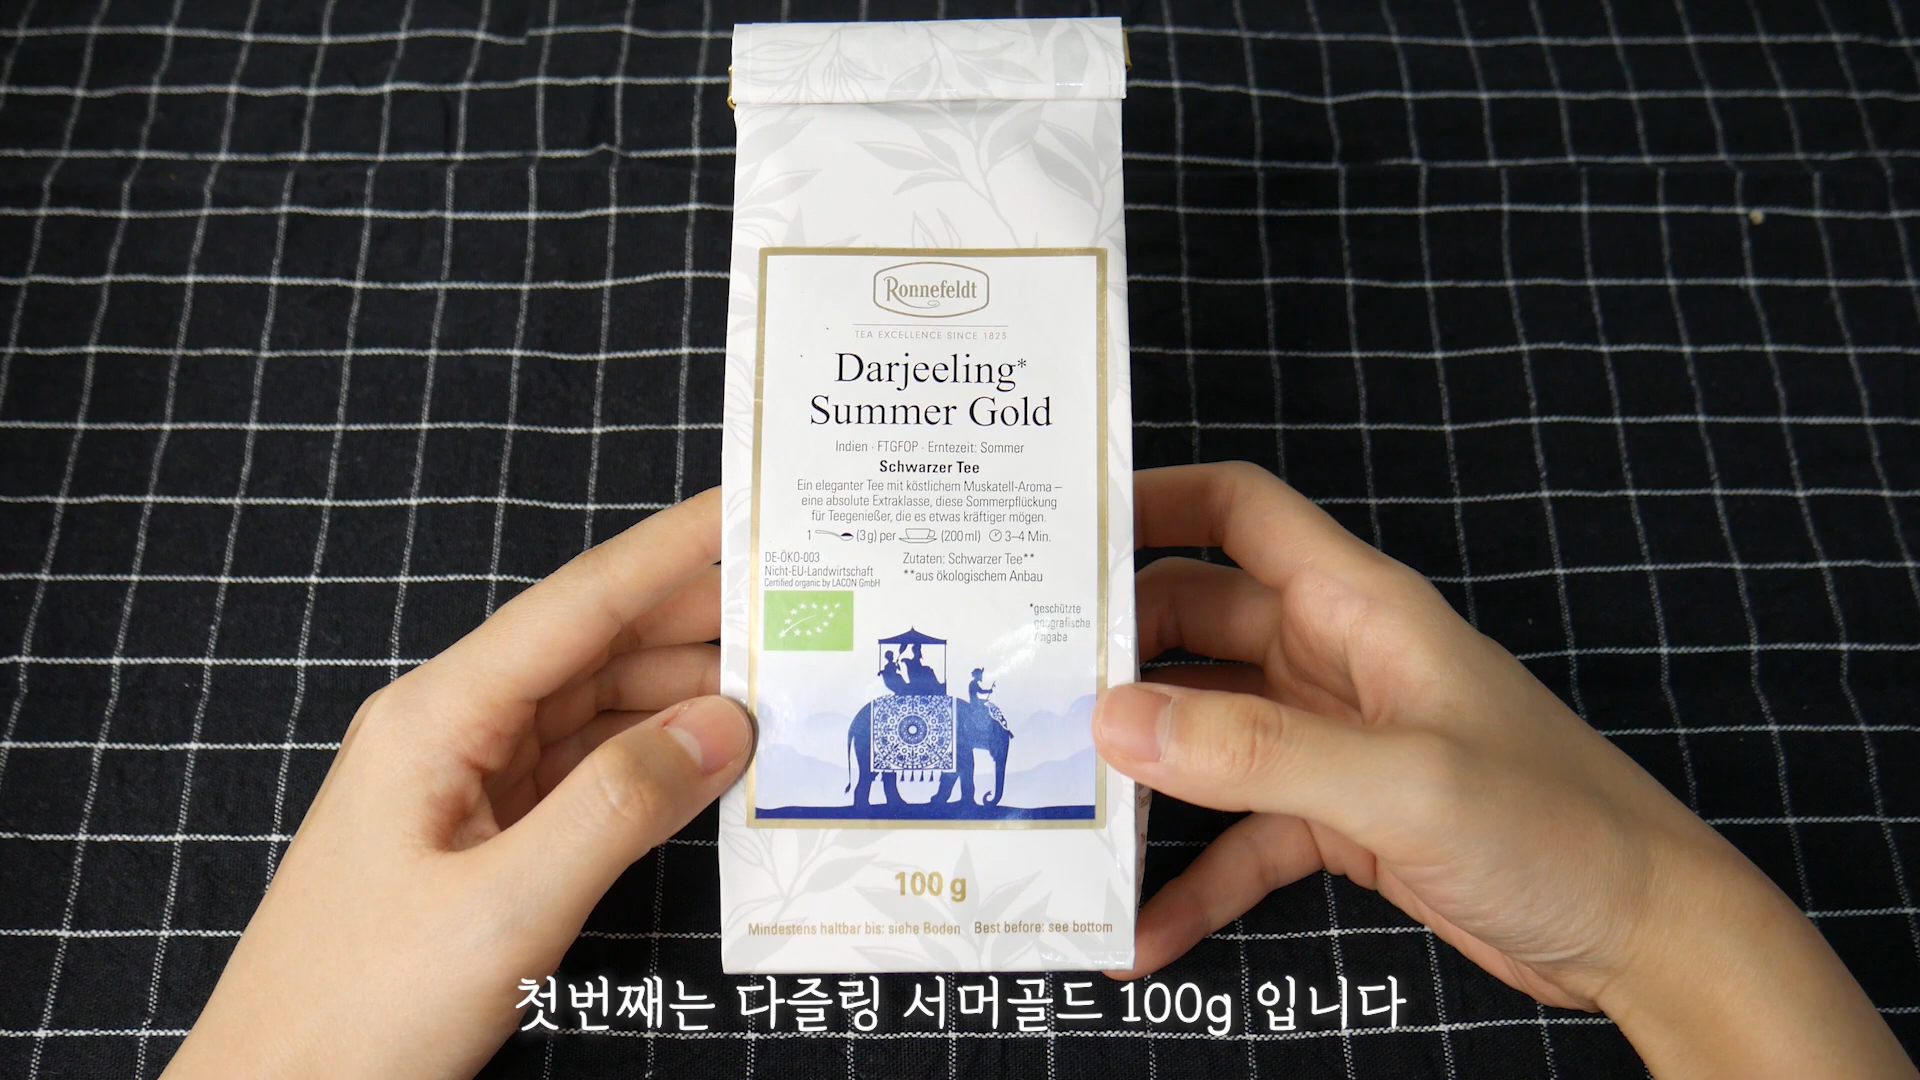 Ronnefeldt
TEA EXCELLENCE SINCE 1823
Darjeeling*
Summer Gold
Indien · FTGFOP · Erntezeit: Sommer
Schwarzer Tee
Ein eleganter Tee mit köstlichem Muskatell-Aroma –
eine absolute Extraklasse, diese Sommerpflückung
für Teegenießer, die es etwas kräftiger mögen.
1 (3g) per (200 ml) 3–4 Min.
DE-ÖKO-003
Nicht-EU-Landwirtschaft
Certified organic by LACON GmbH
Zutaten: Schwarzer Tee**
**aus ökologischem Anbau
*geschützte
geografische
Angabe
100 g
Mindestens haltbar bis: siehe Boden Best before: see bottom
첫번째는 다즐링 서머골드 100g 입니다